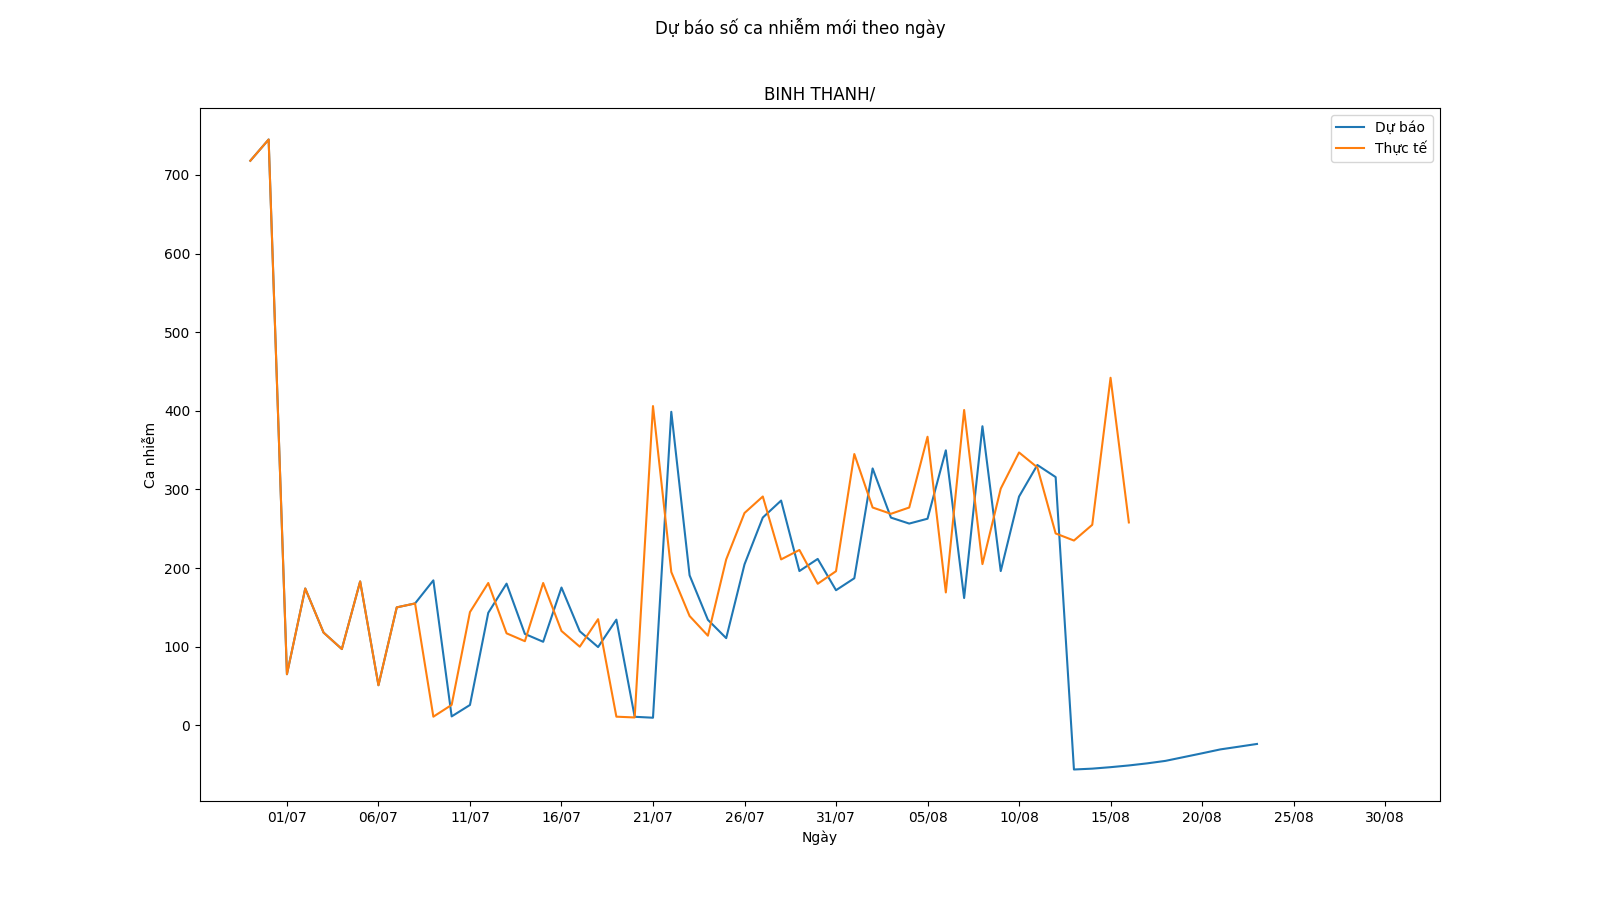 Dự báo số ca nhiễm mới theo ngày
BINH THANH/
Dự báo
Thực tế
700
600
500
400
300
200
100
0
Ca nhiễm
01/07 06/07 11/07 16/07 21/07 26/07 31/07 05/08 10/08 15/08 20/08 25/08 30/08
Ngày